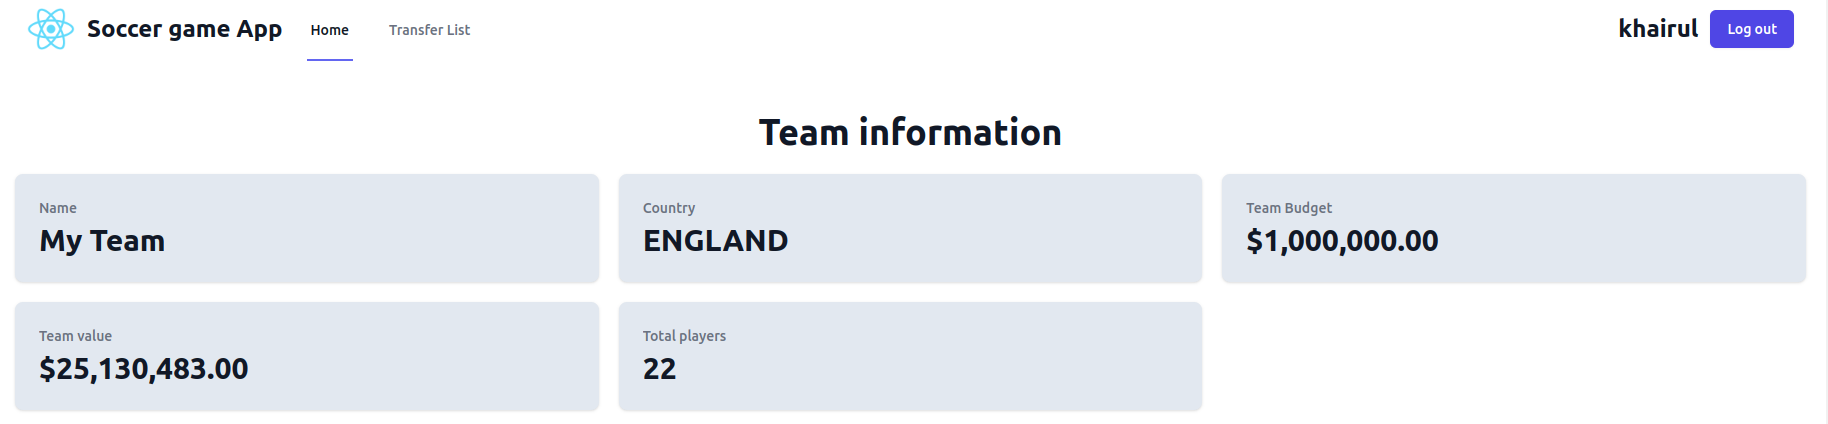 Soccer game App
Home
Transfer List
khairul
Log out
Team information
Name
My Team
Country
ENGLAND
Team Budget
$1,000,000.00
Team value
$25,130,483.00
Total players
22